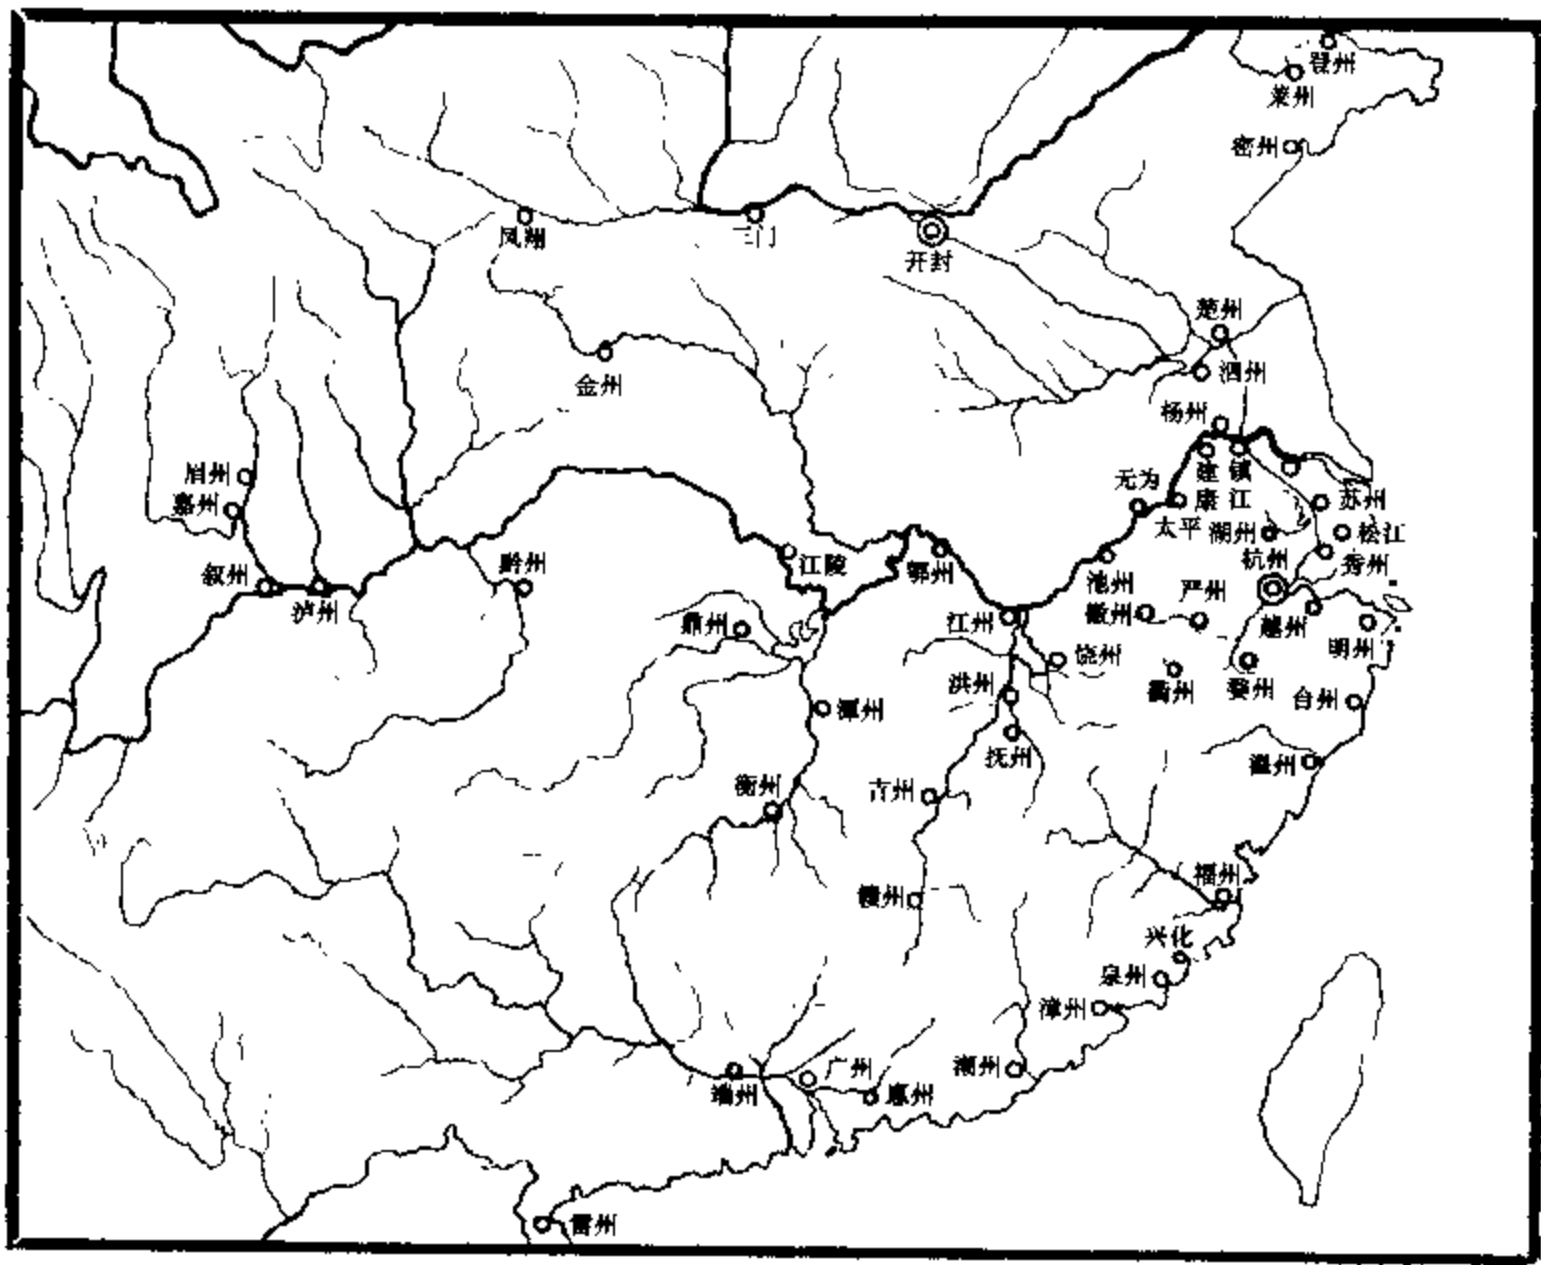 登州
莱州
密州
凤翔
三门
开封
楚州
泗州
金州
杨州
眉州
嘉州
建康
镇江
无为
太平
苏州
湖州
松江
杭州
秀州
叙州
泸州
黔州
江陵
鄂州
池州
徽州
严州
越州
明州
鼎州
江州
饶州
洪州
衢州
婺州
台州
潭州
抚州
温州
衡州
吉州
赣州
福州
兴化
泉州
漳州
潮州
端州
广州
惠州
雷州